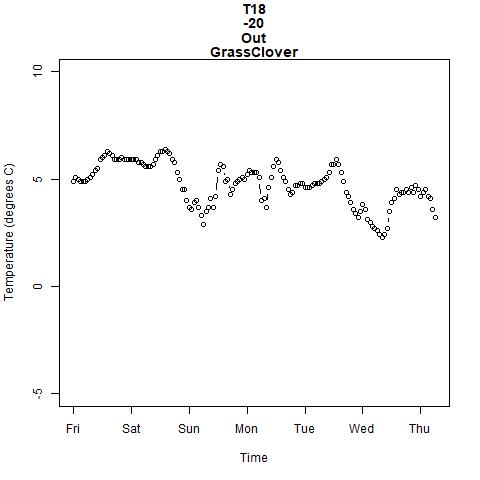 T18
-20
Out
GrassClover
Temperature (degrees C)
10
5
0
-5
Fri Sat Sun Mon Tue Wed Thu
Time